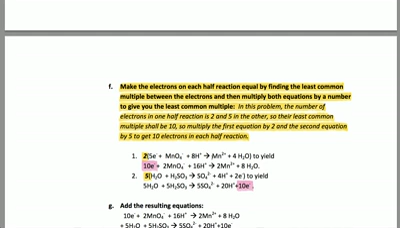 f. Make the electrons on each half reaction equal by finding the least common
multiple between the electrons and then multiply both equations by a number
to give you the least common multiple: In this problem, the number of
electrons in one half reaction is 2 and 5 in the other, so their least common
multiple shall be 10, so multiply the first equation by 2 and the second equation
by 5 to get 10 electrons in each half reaction.
1. 2(5e⁻ + MnO₄⁻ + 8H⁺ → Mn²⁺ + 4 H₂O) to yield
10e⁻ + 2MnO₄⁻ + 16H⁺ → 2Mn²⁺ + 8 H₂O.
2. 5(H₂O + H₂SO₃ → SO₄²⁻ + 4H⁺ + 2e⁻) to yield
5H₂O + 5H₂SO₃ → 5SO₄²⁻ + 20H⁺+10e⁻.
g. Add the resulting equations:
10e⁻ + 2MnO₄⁻ + 16H⁺ → 2Mn²⁺ + 8 H₂O
+ 5H₂O + 5H₂SO₃ → 5SO₄²⁻ + 20H⁺+10e⁻